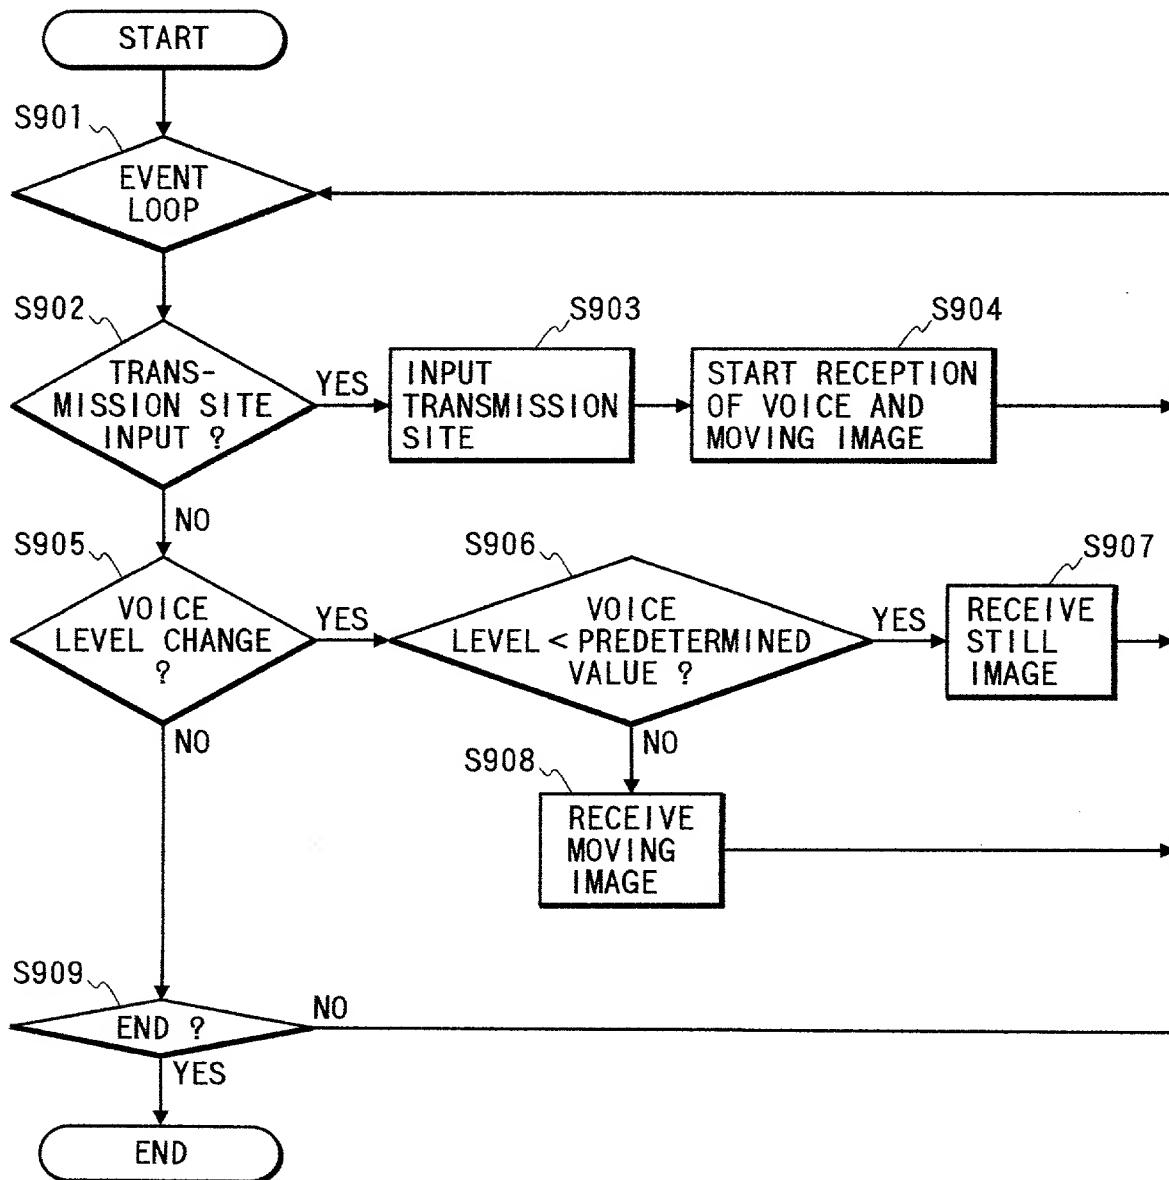 START
S901
EVENT
LOOP
S902
TRANS-
MISSION SITE
INPUT ?
YES
S903
INPUT
TRANSMISSION
SITE
S904
START RECEPTION
OF VOICE AND
MOVING IMAGE
NO
S905
VOICE
LEVEL CHANGE
?
YES
S906
VOICE
LEVEL < PREDETERMINED
VALUE ?
YES
S907
RECEIVE
STILL
IMAGE
NO
NO
S908
RECEIVE
MOVING
IMAGE
S909
END ?
NO
YES
END